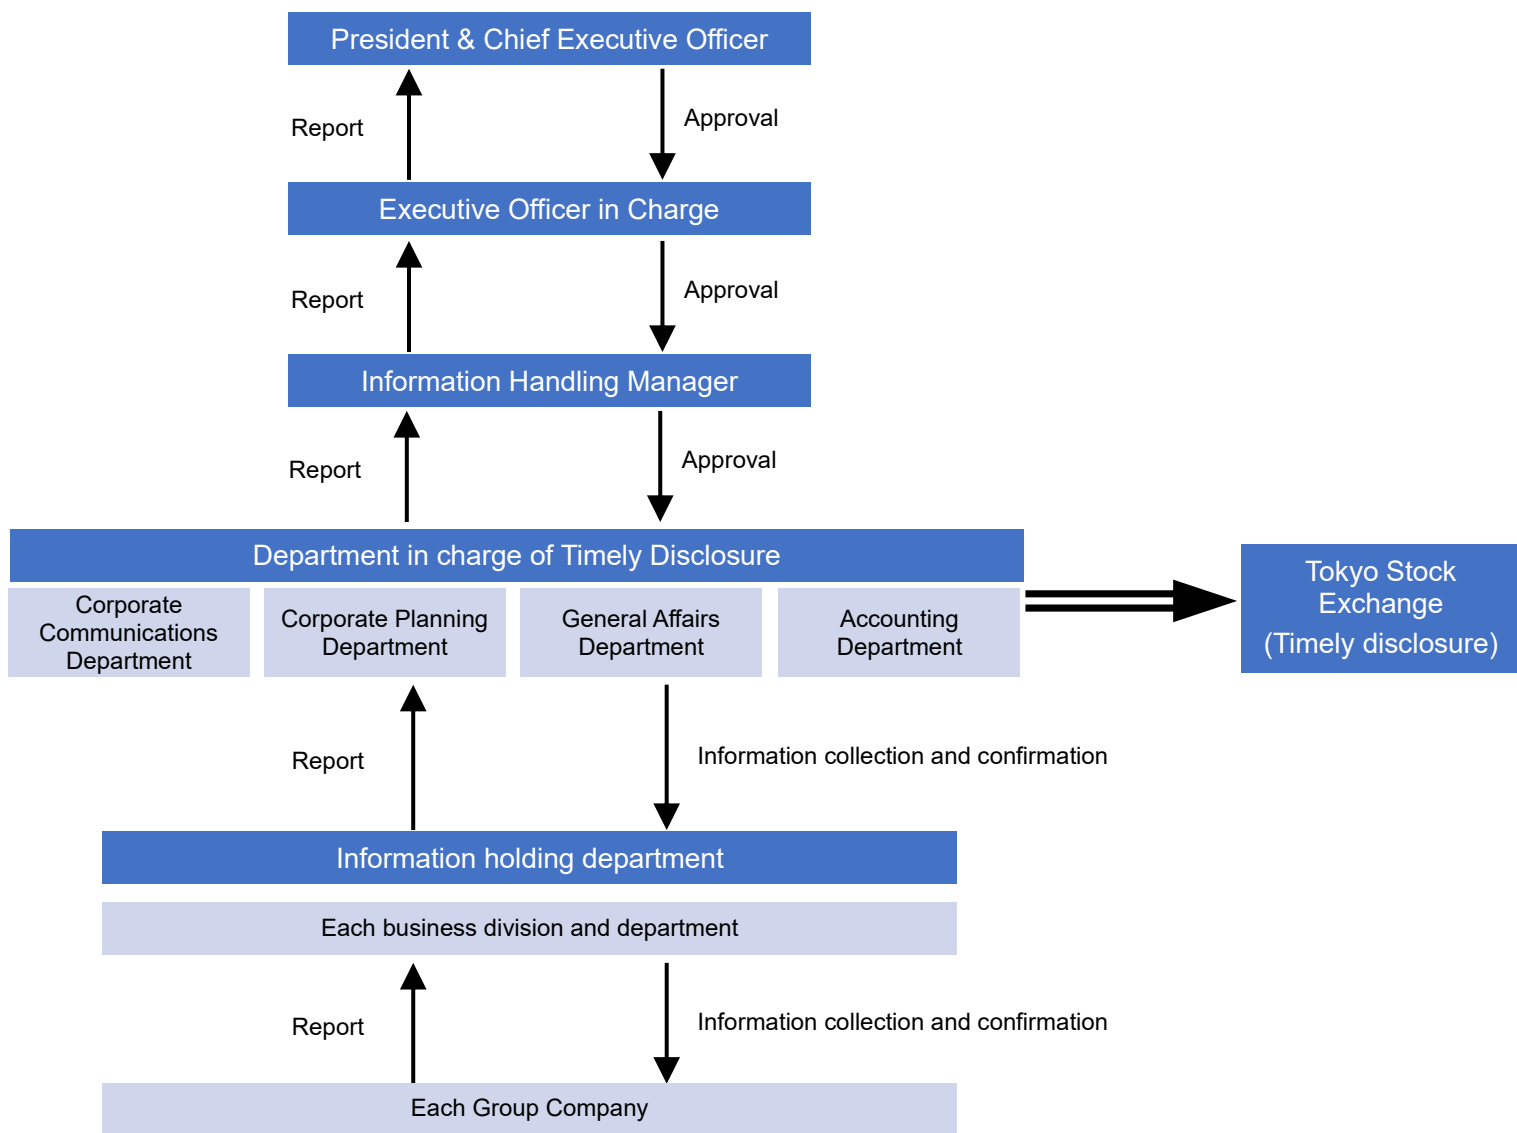 President & Chief Executive Officer
Report
Approval
Executive Officer in Charge
Report
Approval
Information Handling Manager
Report
Approval
Department in charge of Timely Disclosure
Corporate
Communications
Department
Corporate Planning
Department
General Affairs
Department
Accounting
Department
Tokyo Stock
Exchange
(Timely disclosure)
Report
Information collection and confirmation
Information holding department
Each business division and department
Report
Information collection and confirmation
Each Group Company